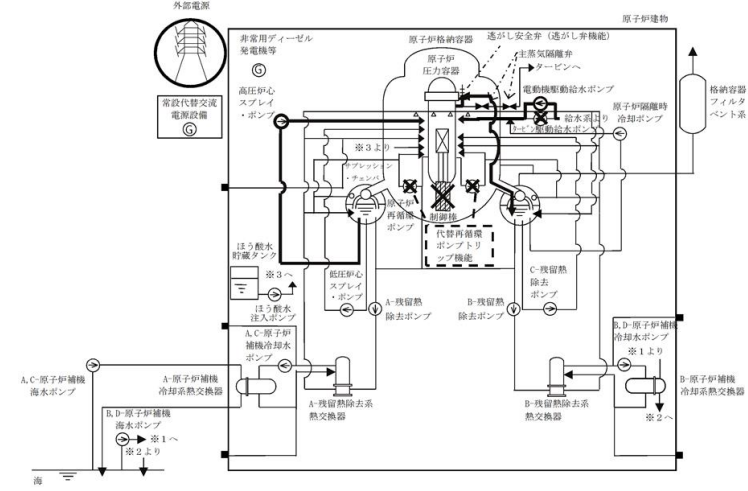 外部電源
原子炉建物
非常用ディーゼル
発電機等
G
原子炉格納容器
逃がし安全弁（逃がし弁機能）
主蒸気隔離弁
タービンへ
原子炉
圧力容器
常設代替交流
電源設備
G
高圧炉心
スプレイ
・ポンプ
電動機駆動給水ポンプ
給水系より
タービン駆動給水ポンプ
原子炉隔離時
冷却ポンプ
格納容器
フィルタ
ベント系
※３より
サプレッション
・チェンバ
原子炉
再循環
ポンプ
制御棒
代替再循環
ポンプトリ
ップ機能
ほう酸水
貯蔵タンク
※３へ
ほう酸水
注入ポンプ
低圧炉心
スプレイ
・ポンプ
A-残留熱
除去ポンプ
B-残留熱
除去ポンプ
C-残留熱
除去
ポンプ
A,C-原子炉
補機冷却水
ポンプ
B,D-原子炉補機
冷却水ポンプ
※１より
A,C-原子炉補機
海水ポンプ
A-原子炉補機
冷却系熱交換器
A-残留熱除去系
熱交換器
B-残留熱除去系
熱交換器
B-原子炉補機
冷却系熱交換器
※２へ
B,D-原子炉補機
海水ポンプ
※１へ
※２より
海